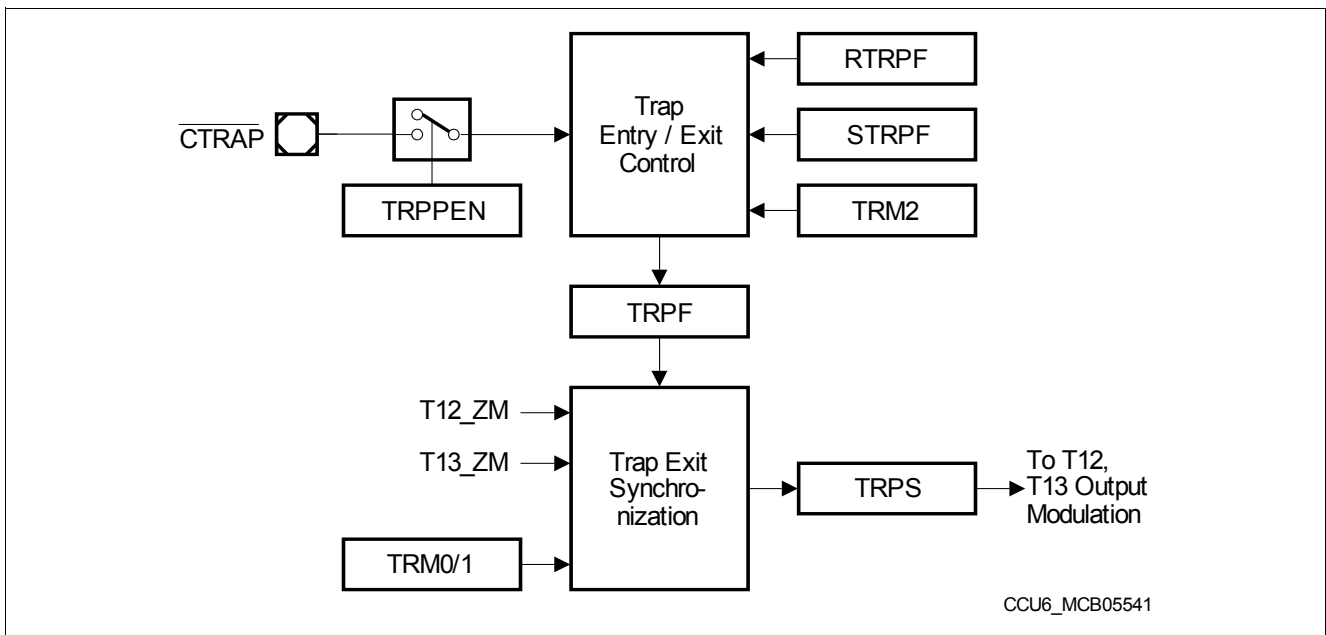 RTRPF
Trap
Entry / Exit
Control
CTRAP
STRPF
TRPPEN
TRM2
TRPF
T12_ZM
T13_ZM
Trap Exit
Synchro-
nization
TRPS
To T12,
T13 Output
Modulation
TRM0/1
CCU6_MCB05541